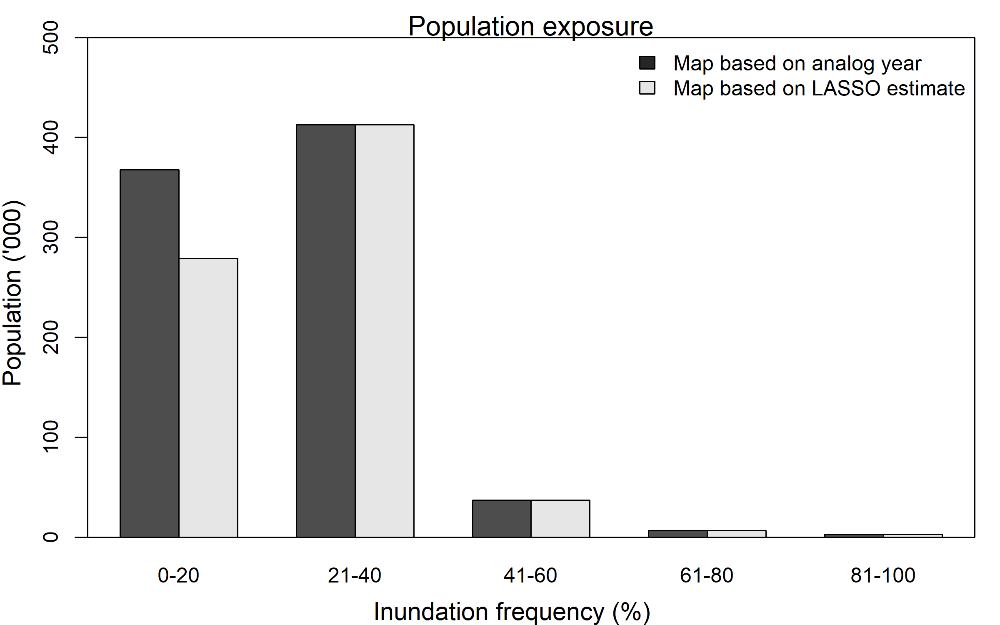 Population exposure
Map based on analog year
Map based on LASSO estimate
Population ('000)
500
400
300
200
100
0
0-20
21-40
41-60
61-80
81-100
Inundation frequency (%)